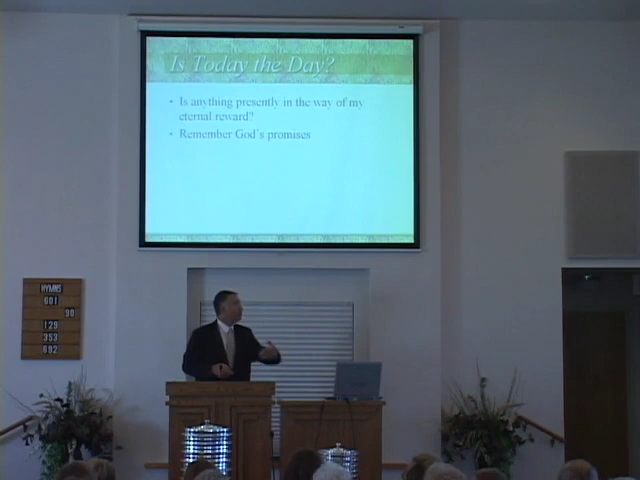 Is Today the Day?
• Is anything presently in the way of my
eternal reward?
• Remember God's promises
HYMNS
601
90
129
353
692